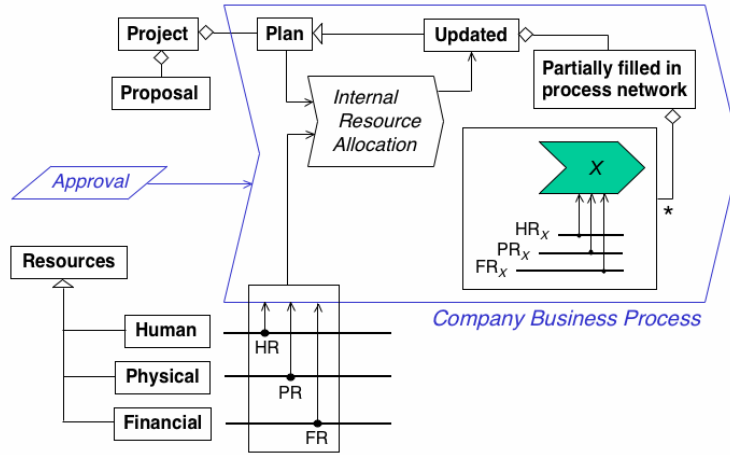 Project
Plan
Updated
Proposal
Partially filled in
process network
Internal
Resource
Allocation
X
Approval
*
HRX
PRX
FRX
Resources
Company Business Process
Human
HR
Physical
PR
Financial
FR